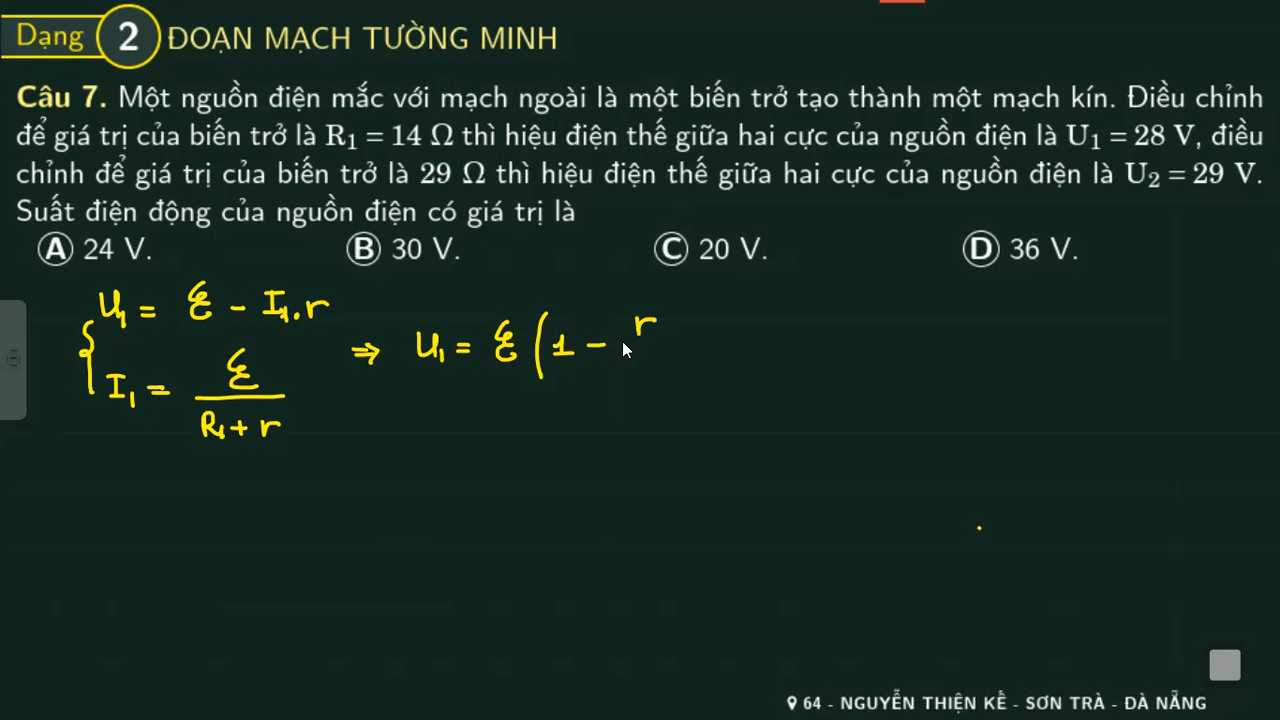 Dạng 2 ĐOẠN MẠCH TƯỜNG MINH
Câu 7. Một nguồn điện mắc với mạch ngoài là một biến trở tạo thành một mạch kín. Điều chỉnh
để giá trị của biến trở là R₁ = 14 Ω thì hiệu điện thế giữa hai cực của nguồn điện là U₁ = 28 V, điều
chỉnh để giá trị của biến trở là 29 Ω thì hiệu điện thế giữa hai cực của nguồn điện là U₂ = 29 V.
Suất điện động của nguồn điện có giá trị là
A 24 V. B 30 V. C 20 V. D 36 V.
U₁ = ℰ - I₁.r
I₁ = ℰ / (R₁ + r)
⇒ U₁ = ℰ (1 - r
64 - NGUYỄN THIỆN KẾ - SƠN TRÀ - ĐÀ NẴNG